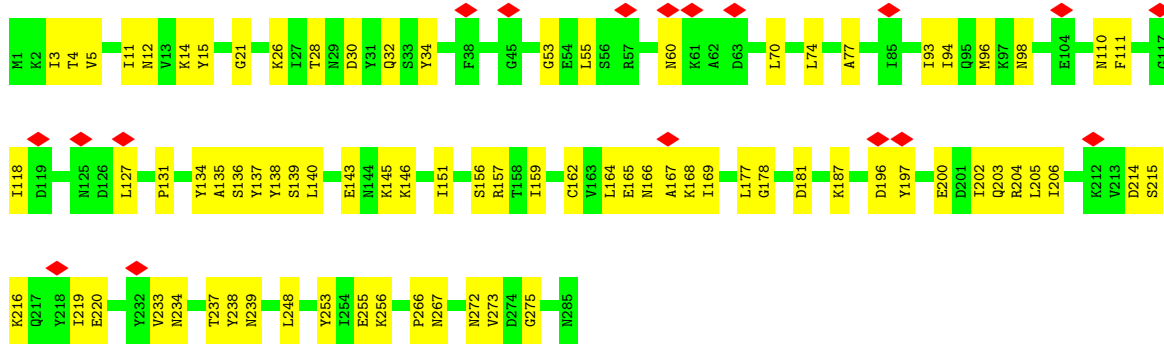 M1 K2 I3 T4 V5 I11 N12 V13 K14 Y15 G21 K26 I27 T28 N29 D30 Y31 Q32 S33 Y34 F38 G45 G53 E54 L55 S56 R57 N60 K61 A62 D63 L70 L74 A77 I85 I93 I94 Q95 M96 K97 N98 E104 N110 F111 G117
I118 D119 N125 D126 L127 P131 Y134 A135 S136 Y137 Y138 S139 L140 E143 N144 K145 K146 I151 S156 R157 T158 I159 C162 V163 L164 E165 N166 A167 K168 I169 L177 G178 D181 K187 D196 Y197 E200 D201 I202 Q203 R204 L205 I206 K212 V213 D214 S215
K216 Q217 Y218 I219 E220 Y232 V233 N234 T237 Y238 N239 L248 Y253 I254 E255 K256 P266 N267 N272 V273 D274 G275 N285